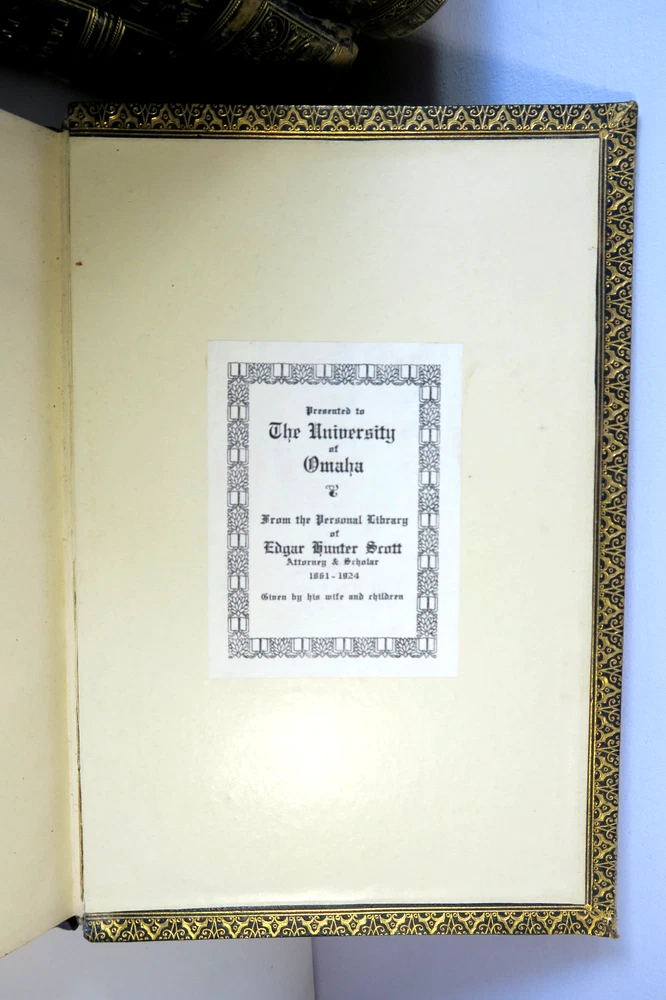 Presented to
The University
of
Omaha
From the Personal Library
of
Edgar Hunter Scott
Attorney & Scholar
1861 - 1924
Given by his wife and children